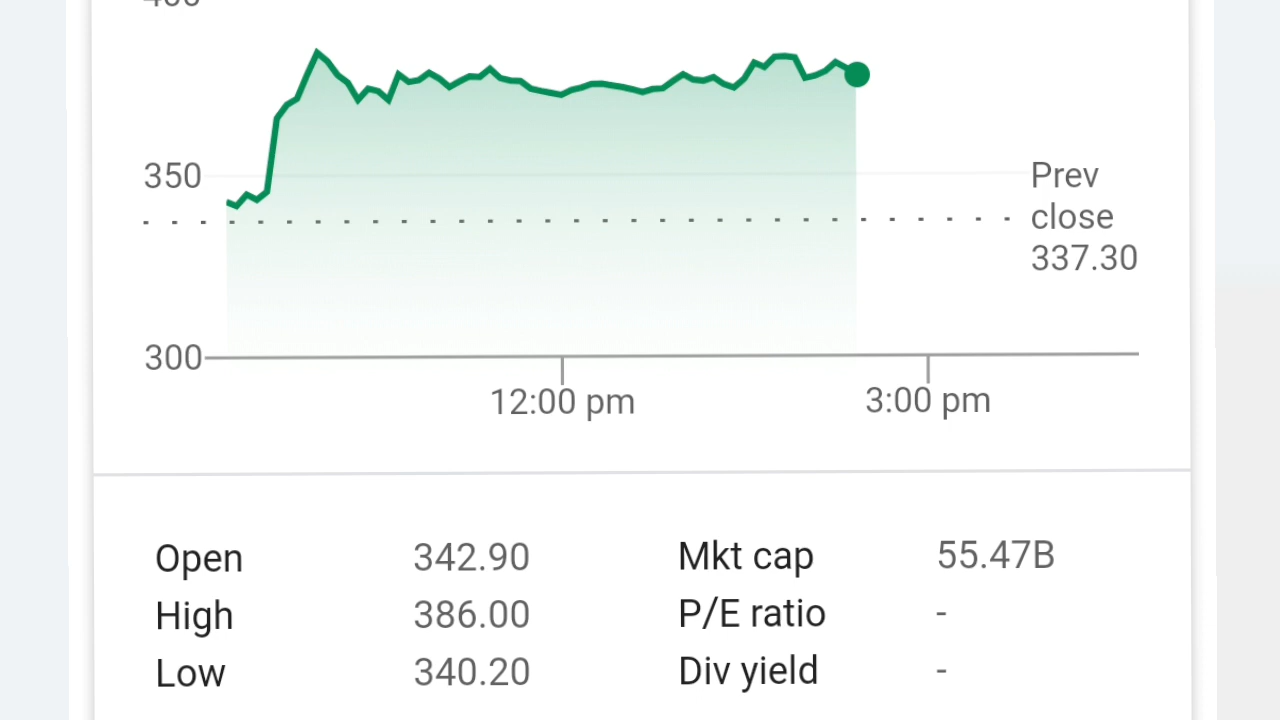 400
350
Prev
close
337.30
300
12:00 pm
3:00 pm
Open 342.90 Mkt cap 55.47B
High 386.00 P/E ratio -
Low 340.20 Div yield -